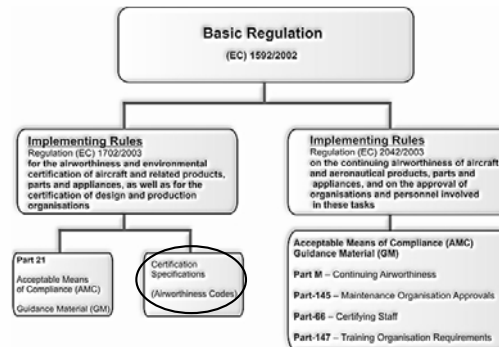 Basic Regulation
(EC) 1592/2002
Implementing Rules
Regulation (EC) 1702/2003
for the airworthiness and environmental
certification of aircraft and related products,
parts and appliances, as well as for the
certification of design and production
organisations
Part 21
Acceptable Means
of Compliance (AMC)
Guidance Material (GM)
Certification
Specifications
(Airworthiness Codes)
Implementing Rules
Regulation (EC) 2042/2003
on the continuing airworthiness of aircraft
and aeronautical products, parts and
appliances, and on the approval of
organisations and personnel involved
in these tasks
Acceptable Means of Compliance (AMC)
Guidance Material (GM)
Part M – Continuing Airworthiness
Part-145 – Maintenance Organisation Approvals
Part-66 – Certifying Staff
Part-147 – Training Organisation Requirements